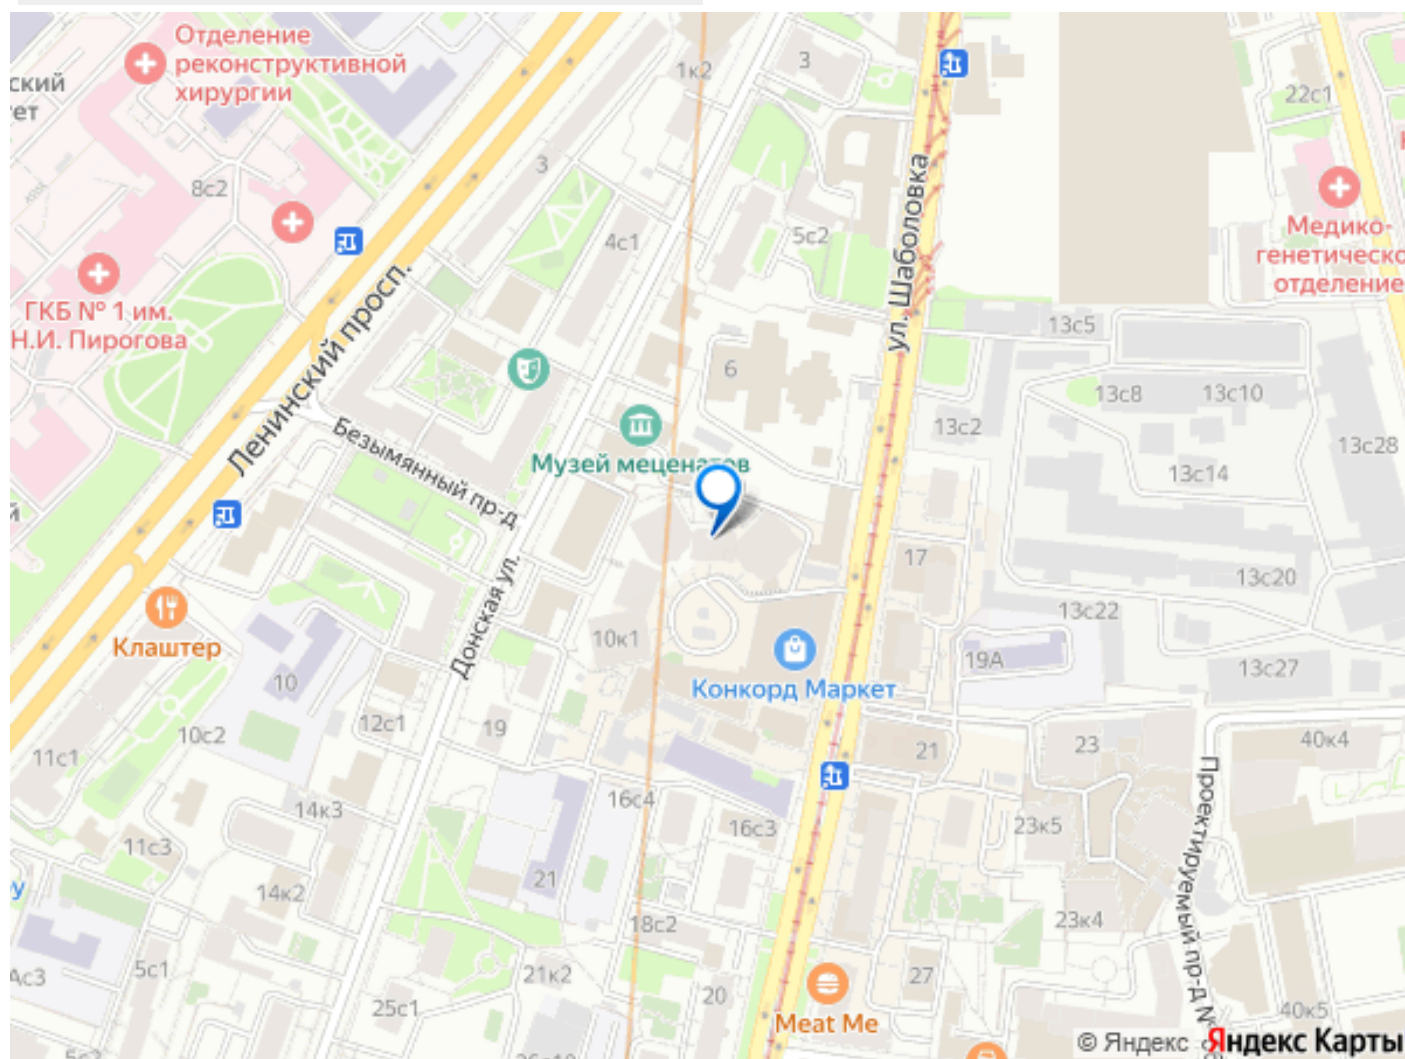 Отделение
реконструктивной
хирургии
ский
ет
1к2
3
22с1
ул. Шаболовка
3
8с2
4с1
5с2
Медико-
генетическо
отделение
ГКБ № 1 им.
Н.И. Пирогова
Ленинский просп.
13с5
6
13с8
13с10
13с2
13с28
Безымянный пр-д
Музей меценатов
13с14
й
17
Донская ул.
13с20
Клаштер
13с22
10к1
19А
10
Конкорд Маркет
13с27
12с1
19
10с2
21
23
40к4
11с1
Проектируемый пр-д №
16с4
14к3
16с3
23к5
11с3
21
14к2
у
18с2
23к4
Ас3
5с1
21к2
27
20
25с1
Meat Me
40к5
© Яндекс Яндекс Карты